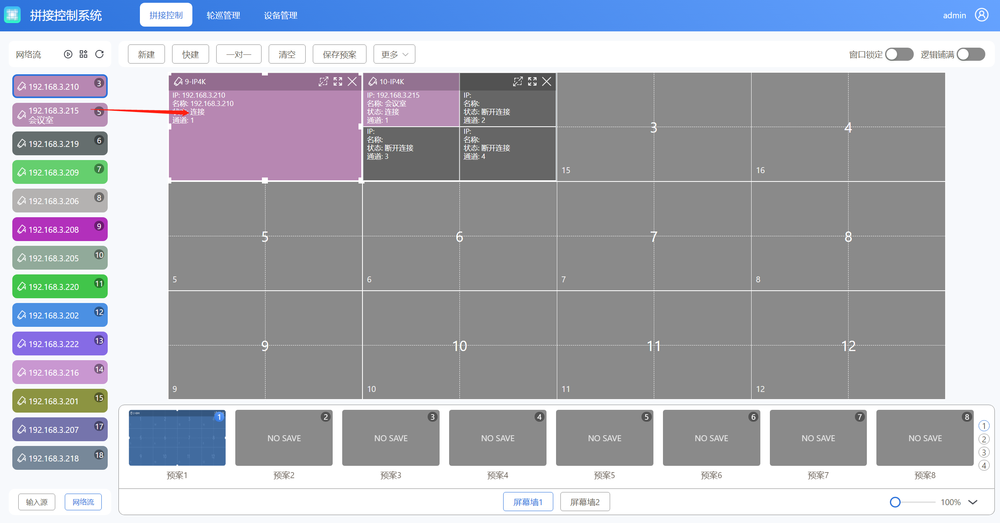 拼接控制系统
拼接控制
轮巡管理
设备管理
admin
网络流
新建
快建
一对一
清空
保存预案
更多
窗口锁定
逻辑铺满
192.168.3.210
3
192.168.3.215
会议室
5
192.168.3.219
6
192.168.3.209
7
192.168.3.206
8
192.168.3.208
9
192.168.3.205
10
192.168.3.220
11
192.168.3.202
12
192.168.3.222
13
192.168.3.216
14
192.168.3.201
15
192.168.3.207
17
192.168.3.218
18
输入源
网络流
9-IP4K
IP: 192.168.3.210
名称: 192.168.3.210
状态: 连接
通道: 1
10-IP4K
IP: 192.168.3.215
名称: 会议室
状态: 连接
通道: 1
IP:
名称:
状态: 断开连接
通道: 2
IP:
名称:
状态: 断开连接
通道: 3
IP:
名称:
状态: 断开连接
通道: 4
3
15
4
16
5
5
6
6
7
7
8
8
9
9
10
10
11
11
12
12
1
预案1
2
NO SAVE
预案2
3
NO SAVE
预案3
4
NO SAVE
预案4
5
NO SAVE
预案5
6
NO SAVE
预案6
7
NO SAVE
预案7
8
NO SAVE
预案8
1
2
3
4
屏幕墙1
屏幕墙2
100%